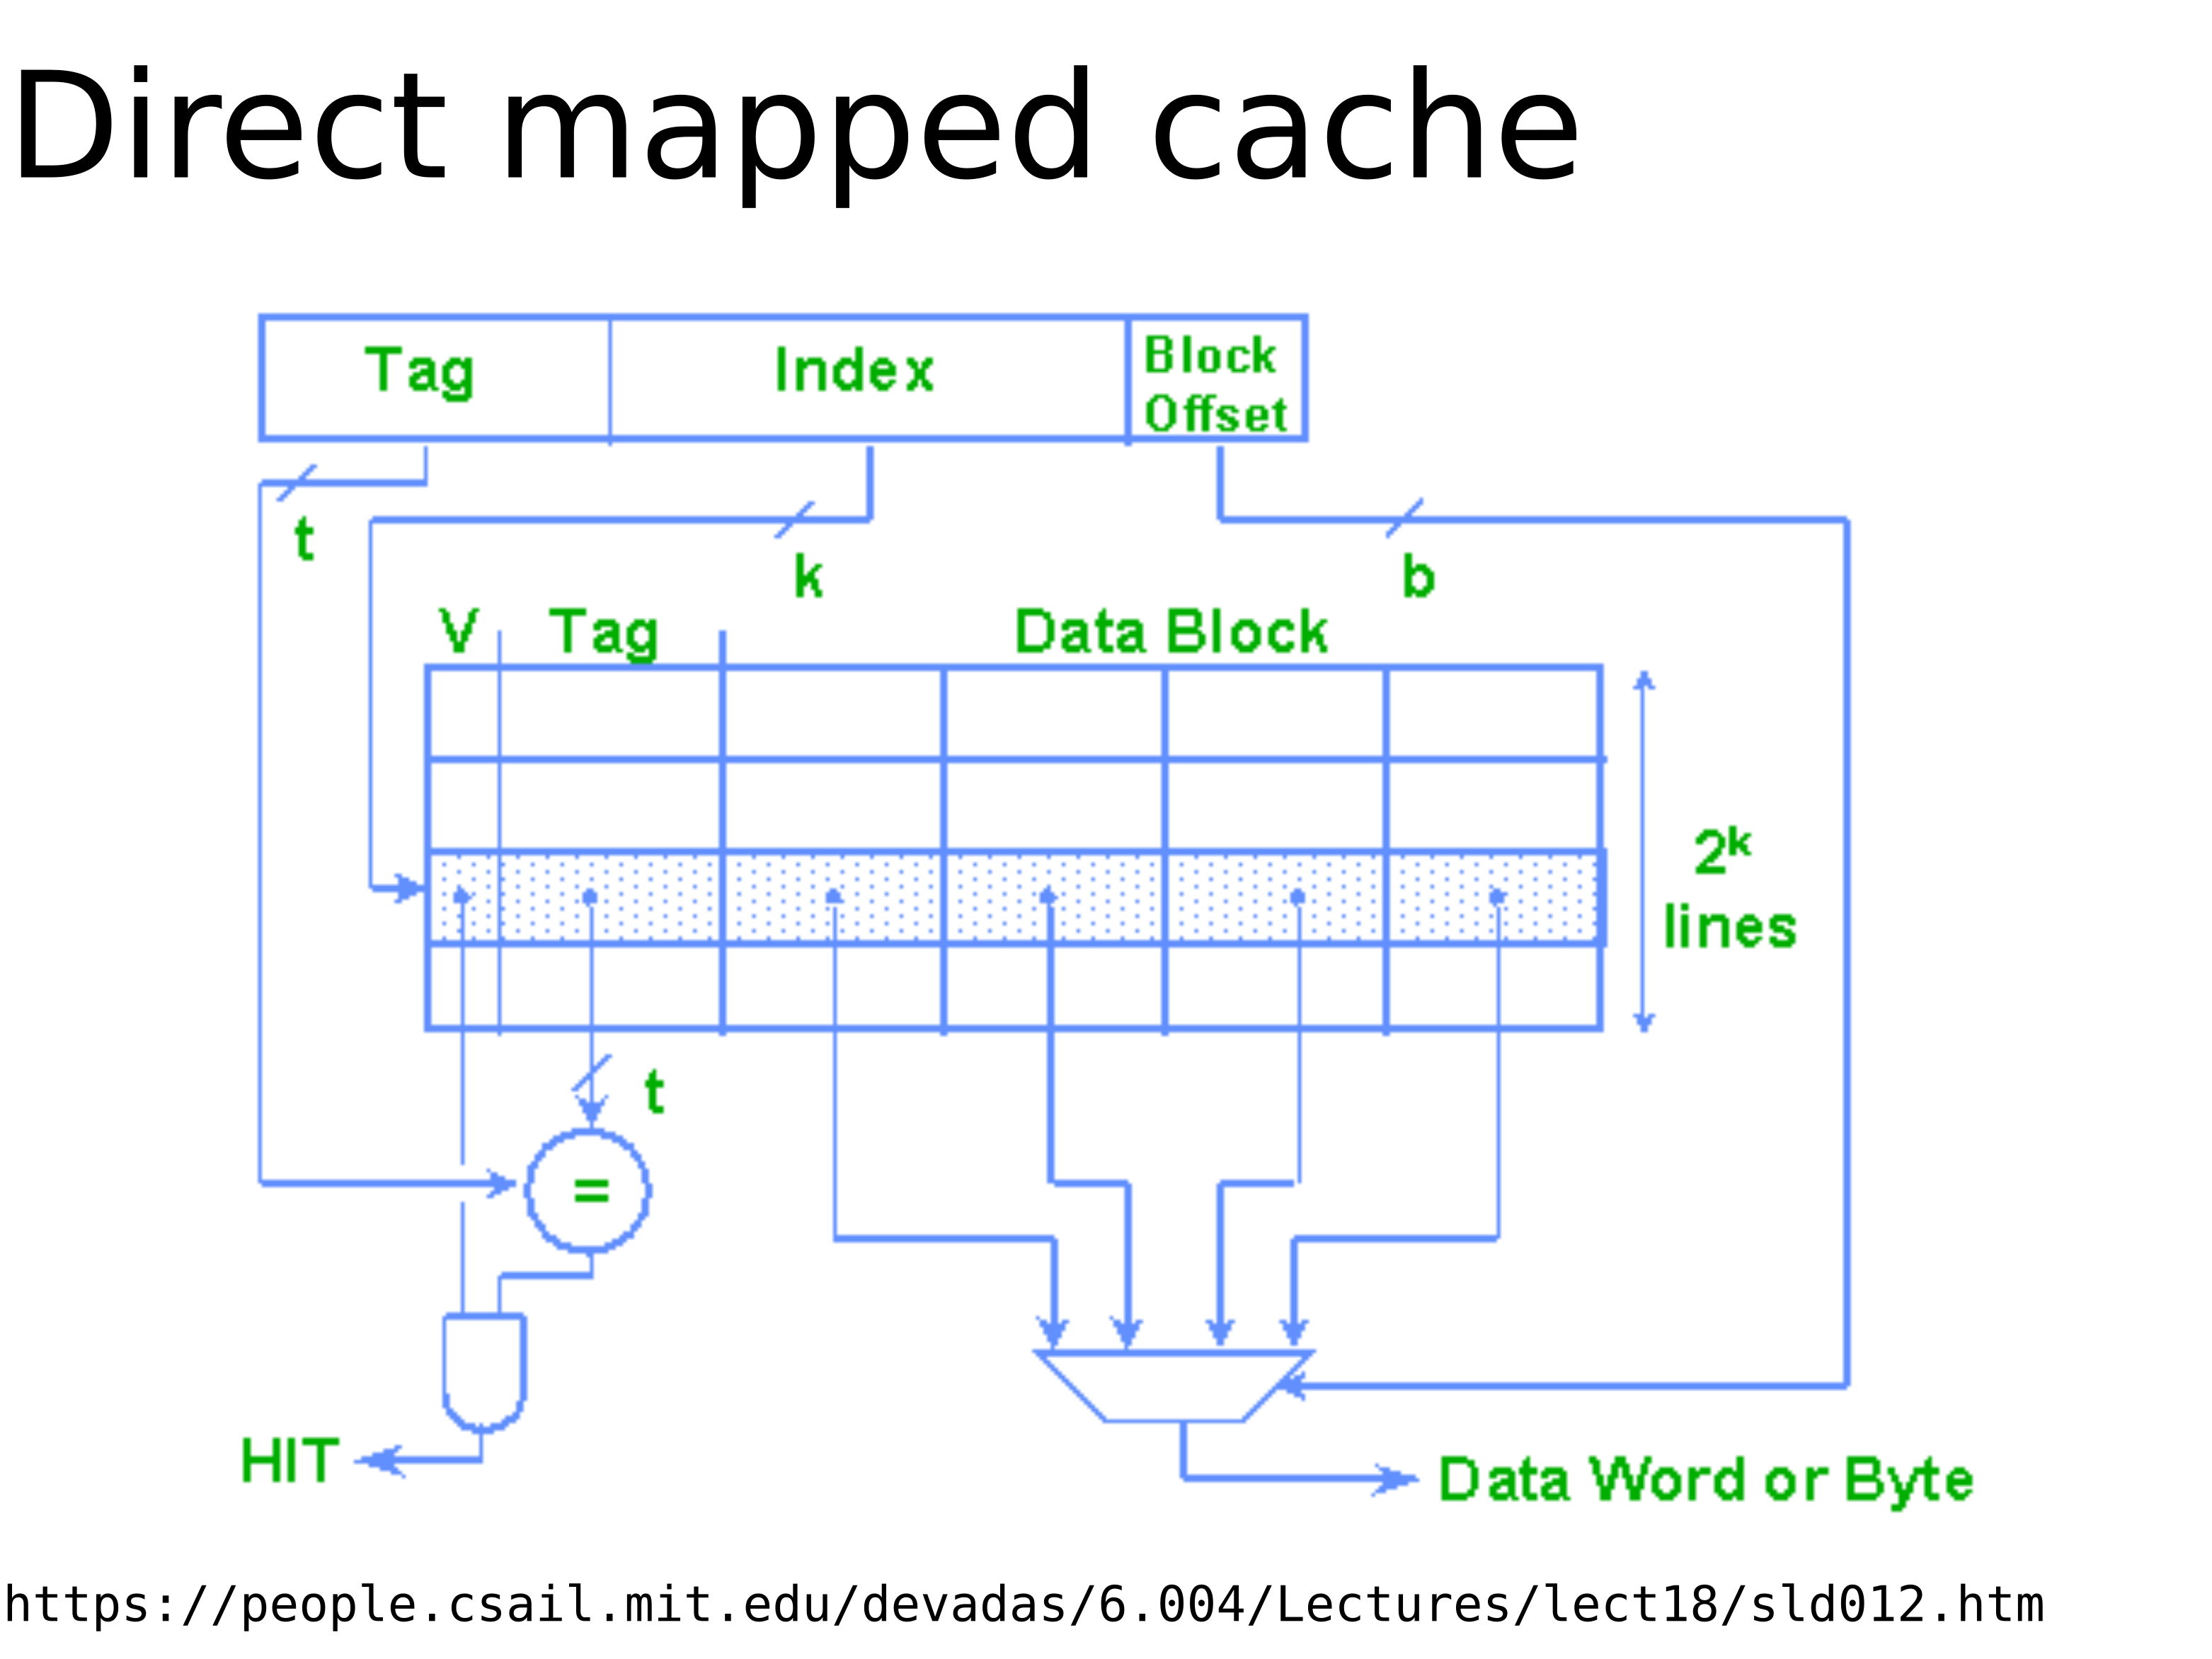 Direct mapped cache
Tag
Index
Block
Offset
t
k
b
V
Tag
Data Block
2ᵏ
lines
t
=
HIT
Data Word or Byte
https://people.csail.mit.edu/devadas/6.004/Lectures/lect18/sld012.htm